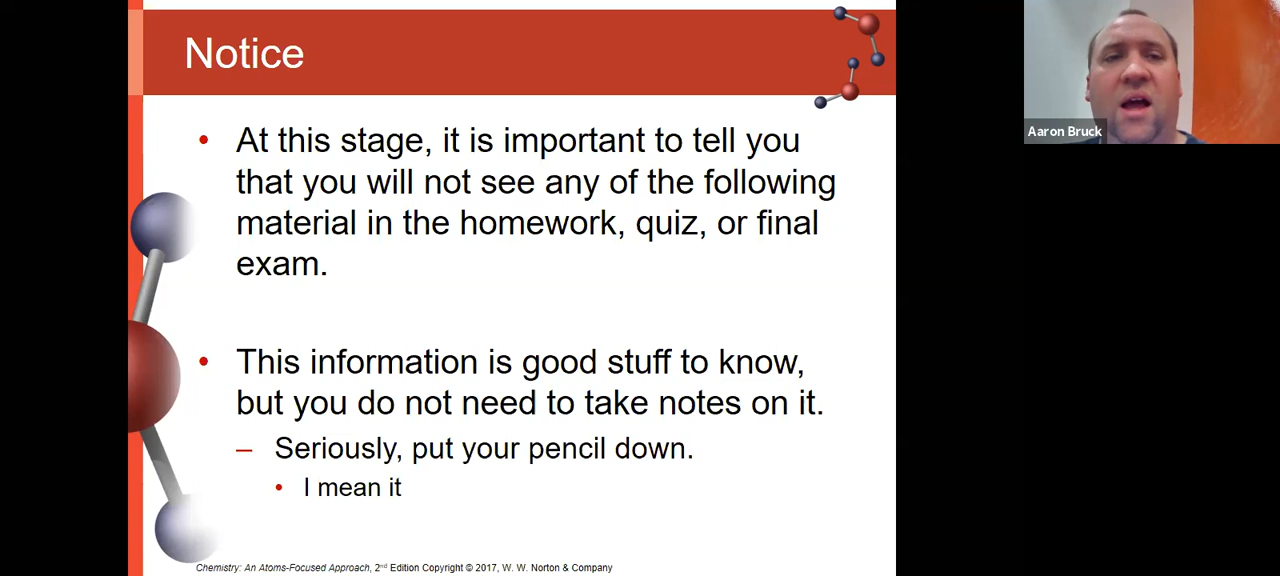 Notice
Aaron Bruck
• At this stage, it is important to tell you
that you will not see any of the following
material in the homework, quiz, or final
exam.
• This information is good stuff to know,
but you do not need to take notes on it.
– Seriously, put your pencil down.
• I mean it
Chemistry: An Atoms-Focused Approach, 2nd Edition Copyright © 2017, W. W. Norton & Company